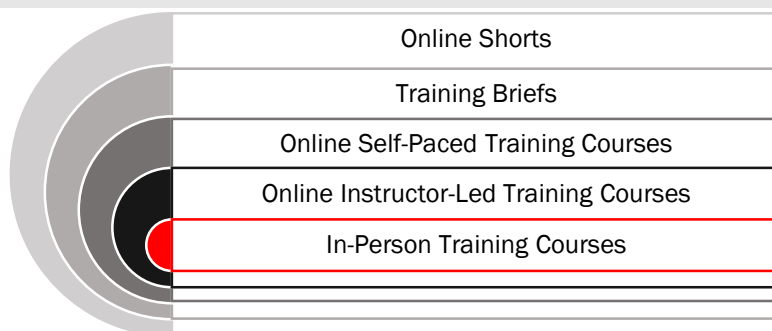 Online Shorts
Training Briefs
Online Self-Paced Training Courses
Online Instructor-Led Training Courses
In-Person Training Courses